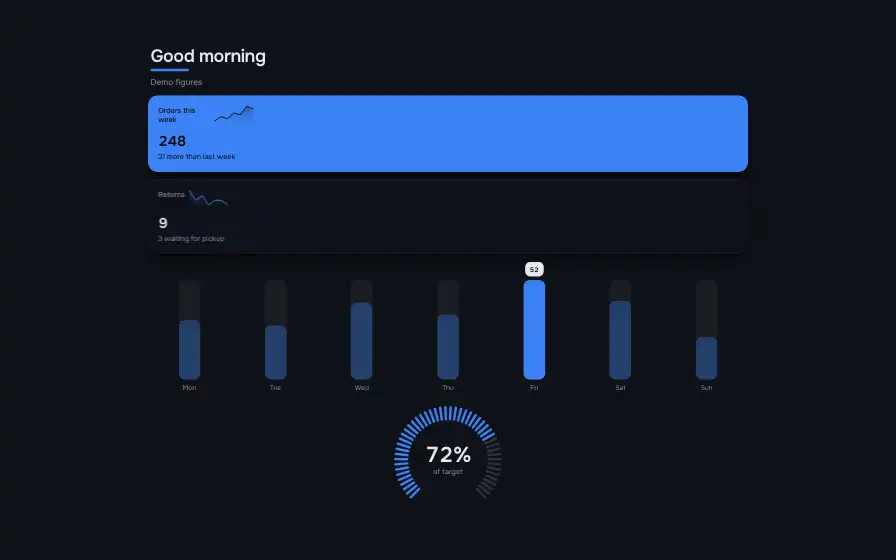 Good morning
Demo figures
Orders this
week
248
31 more than last week
Returns
9
3 waiting for pickup
52
Mon
Tue
Wed
Thu
Fri
Sat
Sun
72%
of target